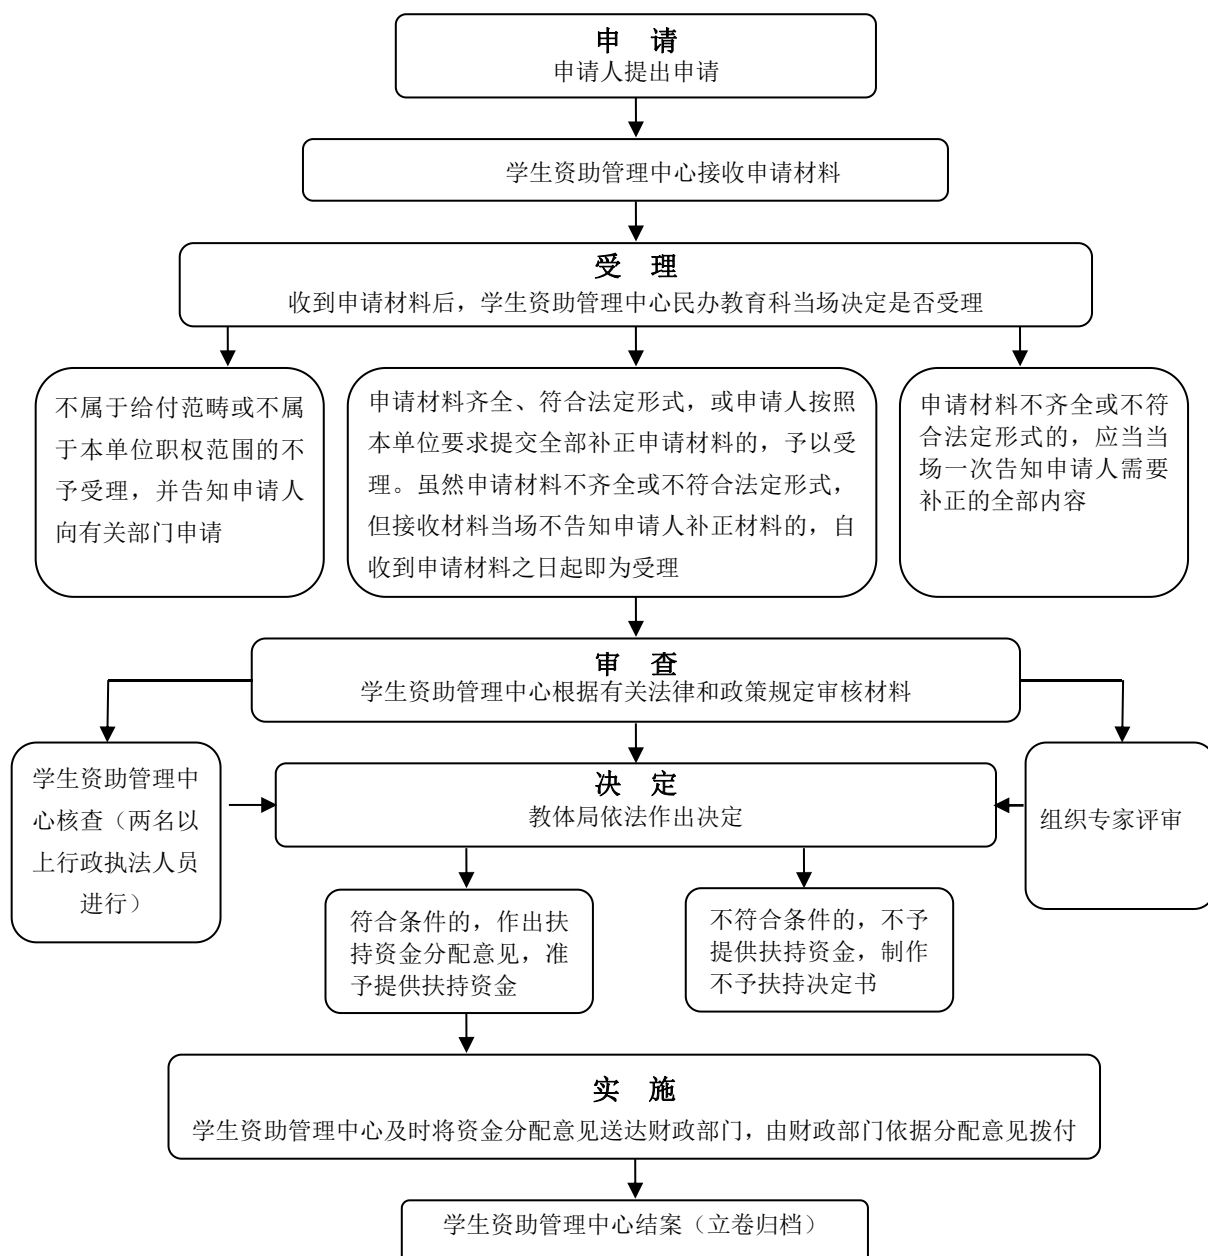 申 请
申请人提出申请
学生资助管理中心接收申请材料
受 理
收到申请材料后，学生资助管理中心民办教育科当场决定是否受理
不属于给付范畴或不属
于本单位职权范围的不
予受理，并告知申请人
向有关部门申请
申请材料齐全、符合法定形式，或申请人按照
本单位要求提交全部补正申请材料的，予以受
理。虽然申请材料不齐全或不符合法定形式，
但接收材料当场不告知申请人补正材料的，自
收到申请材料之日起即为受理
申请材料不齐全或不符
合法定形式的，应当当
场一次告知申请人需要
补正的全部内容
审 查
学生资助管理中心根据有关法律和政策规定审核材料
学生资助管理中
心核查（两名以
上行政执法人员
进行）
决 定
教体局依法作出决定
组织专家评审
符合条件的，作出扶
持资金分配意见，准
予提供扶持资金
不符合条件的，不予
提供扶持资金，制作
不予扶持决定书
实 施
学生资助管理中心及时将资金分配意见送达财政部门，由财政部门依据分配意见拨付
学生资助管理中心结案（立卷归档）